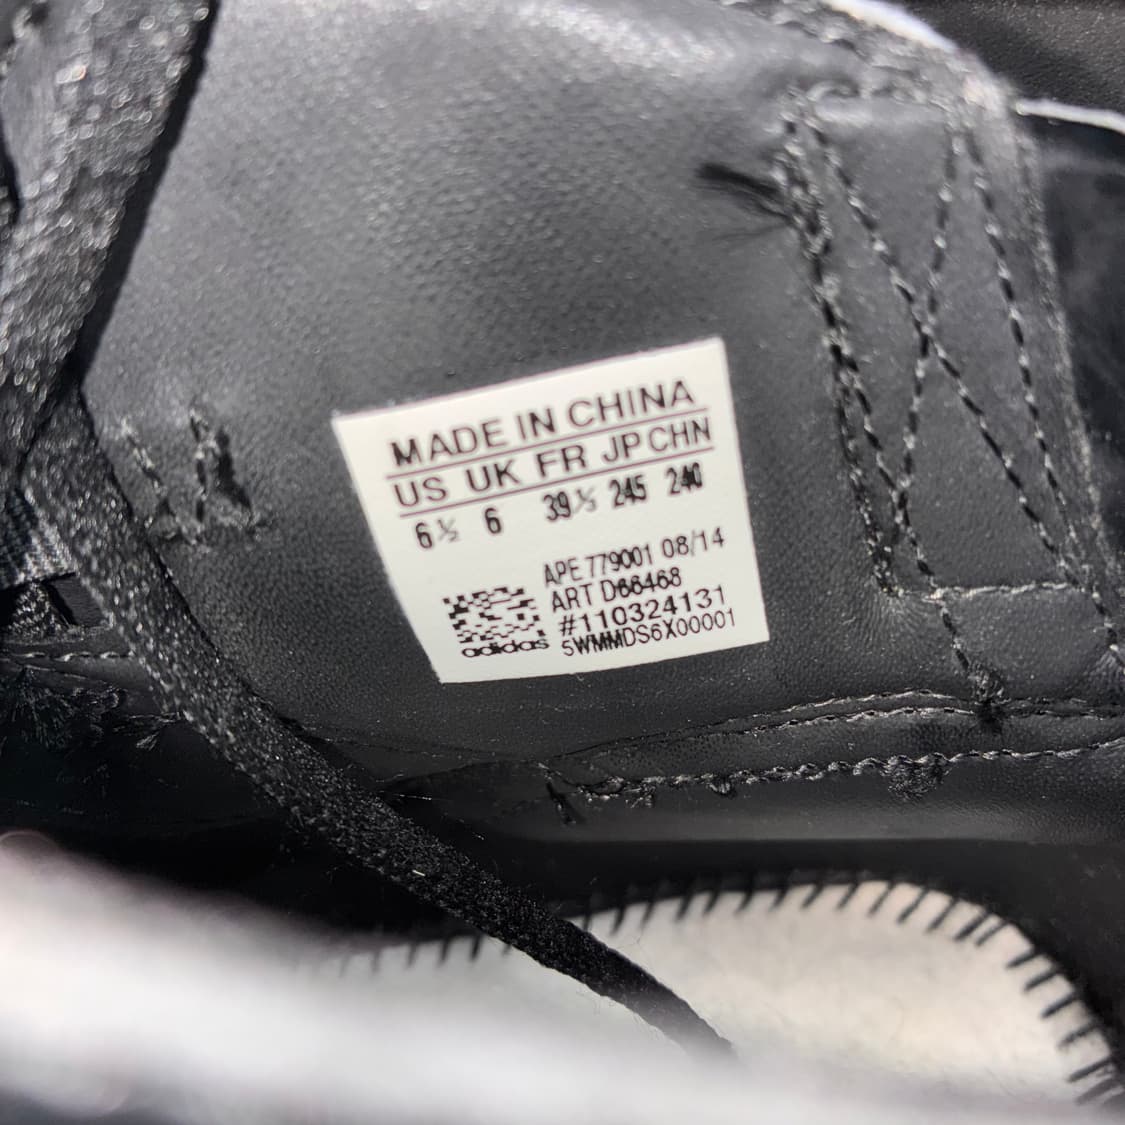 MADE IN CHINA
US UK FR JP CHN
6½ 6 39⅓ 245 240
APE 779001 08/14
ART D66468
#110324131
adidas 5WMMDS6X00001